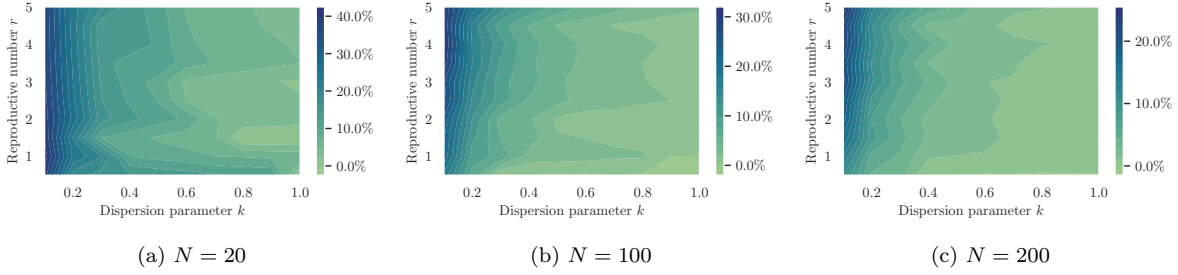 Reproductive number r
5
4
3
2
1
0.2 0.4 0.6 0.8 1.0
Dispersion parameter k
40.0%
30.0%
20.0%
10.0%
0.0%
(a) N = 20
Reproductive number r
5
4
3
2
1
0.2 0.4 0.6 0.8 1.0
Dispersion parameter k
30.0%
20.0%
10.0%
0.0%
(b) N = 100
Reproductive number r
5
4
3
2
1
0.2 0.4 0.6 0.8 1.0
Dispersion parameter k
20.0%
10.0%
0.0%
(c) N = 200